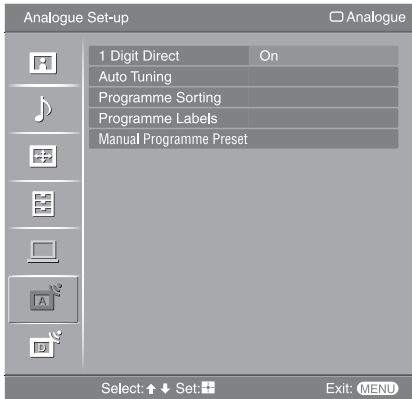 Analogue Set-up Analogue
1 Digit Direct On
Auto Tuning
Programme Sorting
Programme Labels
Manual Programme Preset
A
D
Select: Set: Exit: MENU